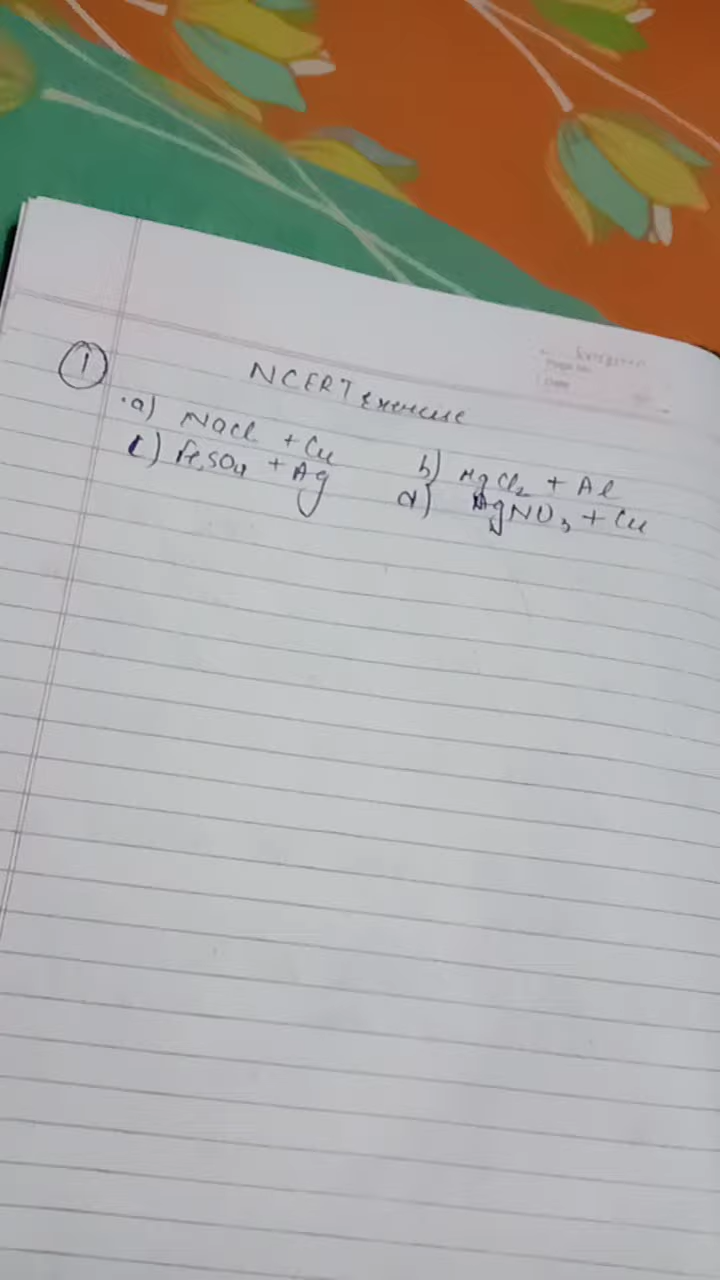 ① NCERT Exercise
a) NaCl + Cu b) MgCl₂ + Al
c) FeSO₄ + Ag d) AgNO₃ + Cu